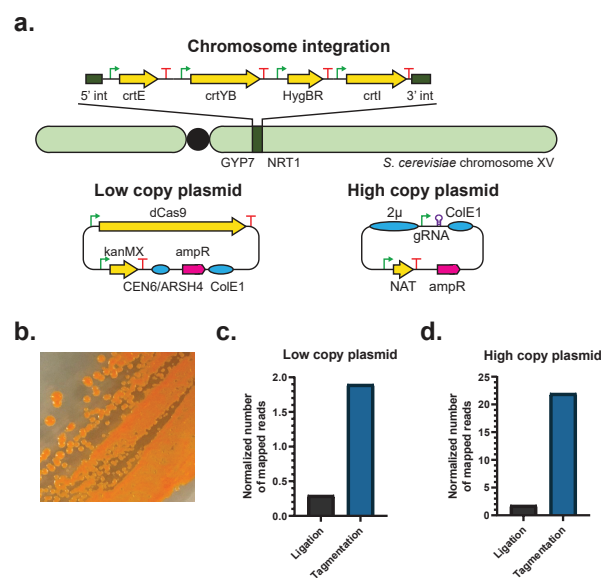 a.
Chromosome integration
5' int
crtE
crtYB
HygBR
crtI
3' int
GYP7
NRT1
S. cerevisiae chromosome XV
Low copy plasmid
High copy plasmid
dCas9
kanMX
ampR
CEN6/ARSH4
ColE1
2μ
ColE1
gRNA
NAT
ampR
b.
c.
Low copy plasmid
Normalized number
of mapped reads
2.0
1.5
1.0
0.5
0.0
Ligation
Tagmentation
d.
High copy plasmid
Normalized number
of mapped reads
25
20
15
10
5
0
Ligation
Tagmentation